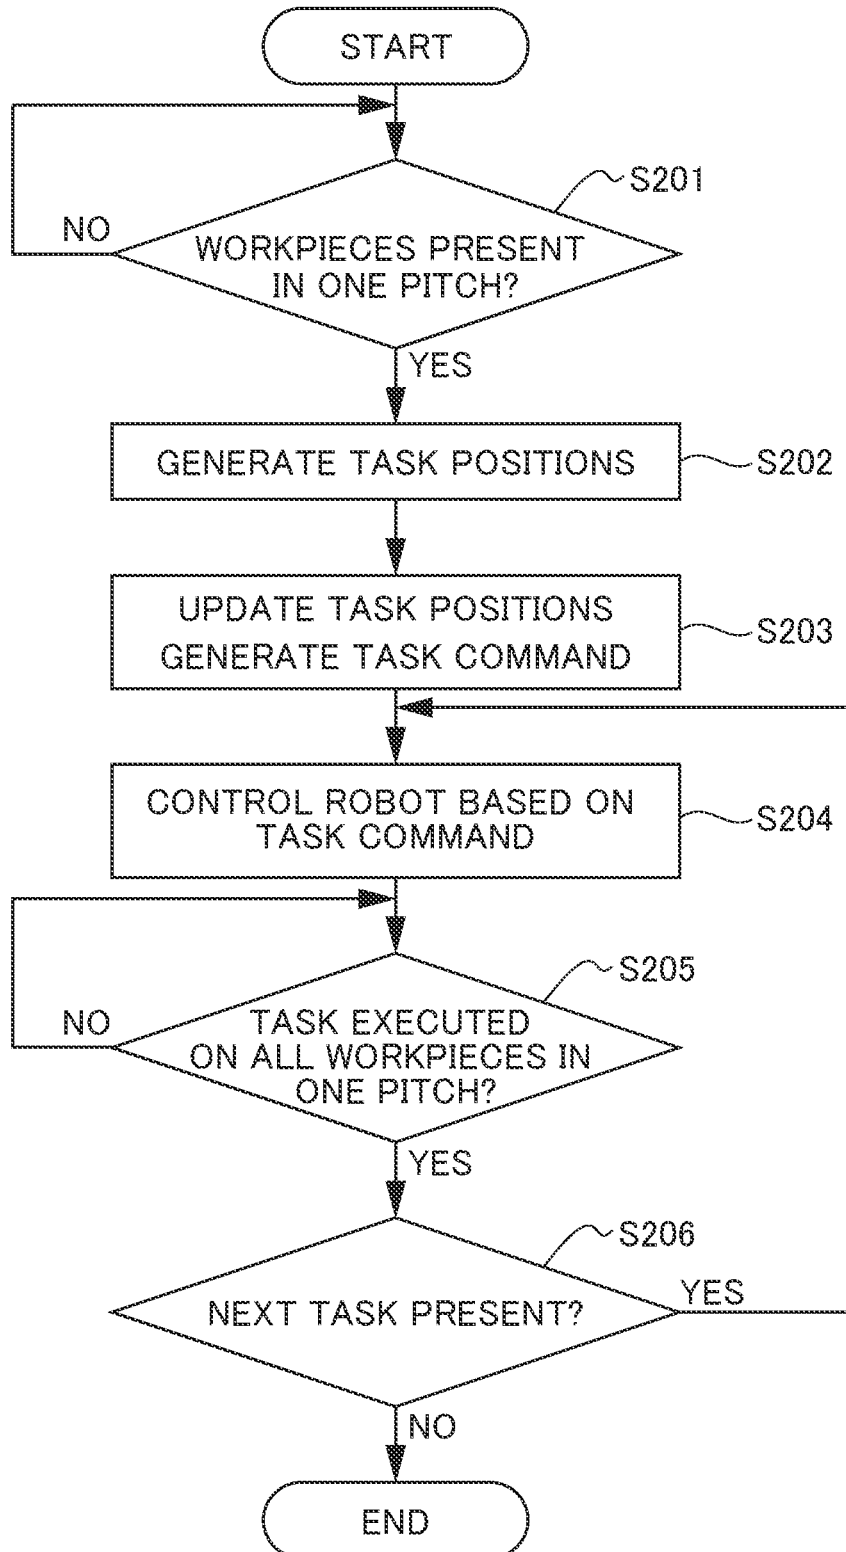 START
S201
NO
WORKPIECES PRESENT
IN ONE PITCH?
YES
GENERATE TASK POSITIONS
S202
UPDATE TASK POSITIONS
GENERATE TASK COMMAND
S203
CONTROL ROBOT BASED ON
TASK COMMAND
S204
S205
NO
TASK EXECUTED
ON ALL WORKPIECES IN
ONE PITCH?
YES
S206
YES
NEXT TASK PRESENT?
NO
END